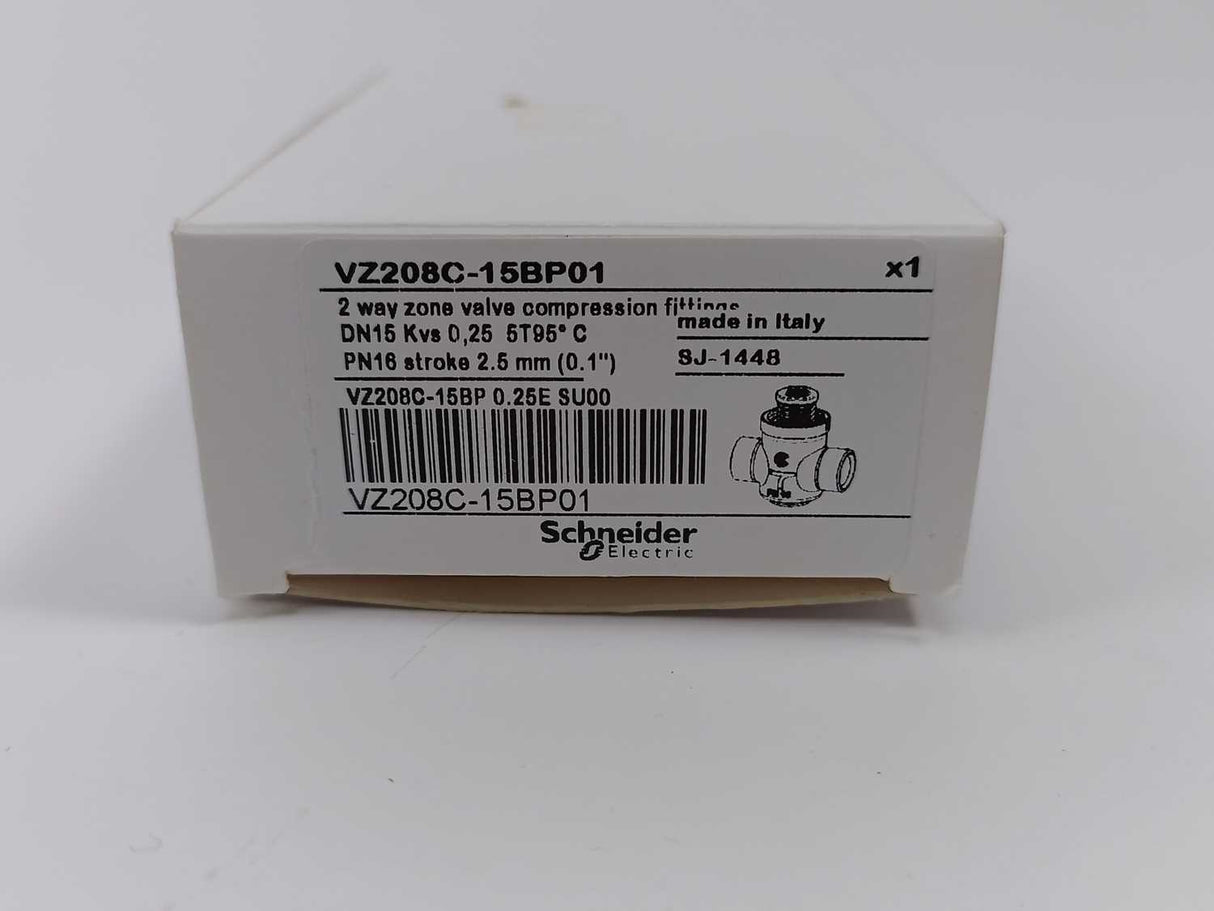 VZ208C-15BP01 x1
2 way zone valve compression fittings
made in Italy
DN15 Kvs 0,25 5T95° C
PN16 stroke 2.5 mm (0.1")
SJ-1448
VZ208C-15BP 0.25E SU00
VZ208C-15BP01
Schneider
Electric